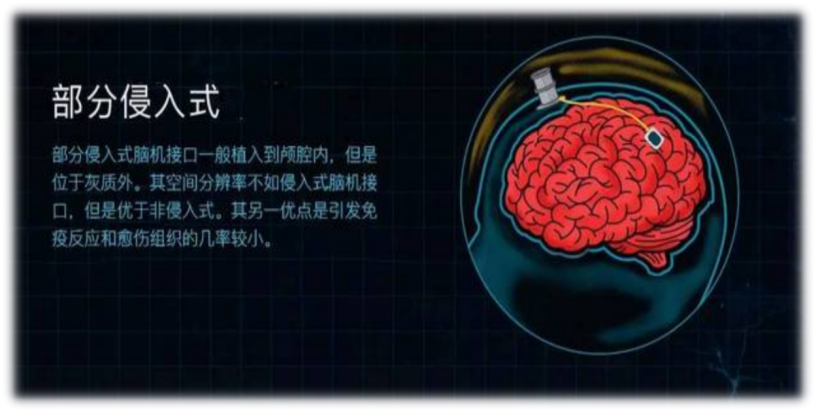 部分侵入式
部分侵入式脑机接口一般植入到颅腔内，但是
位于灰质外。其空间分辨率不如侵入式脑机接
口，但是优于非侵入式。其另一优点是引发免
疫反应和愈伤组织的几率较小。